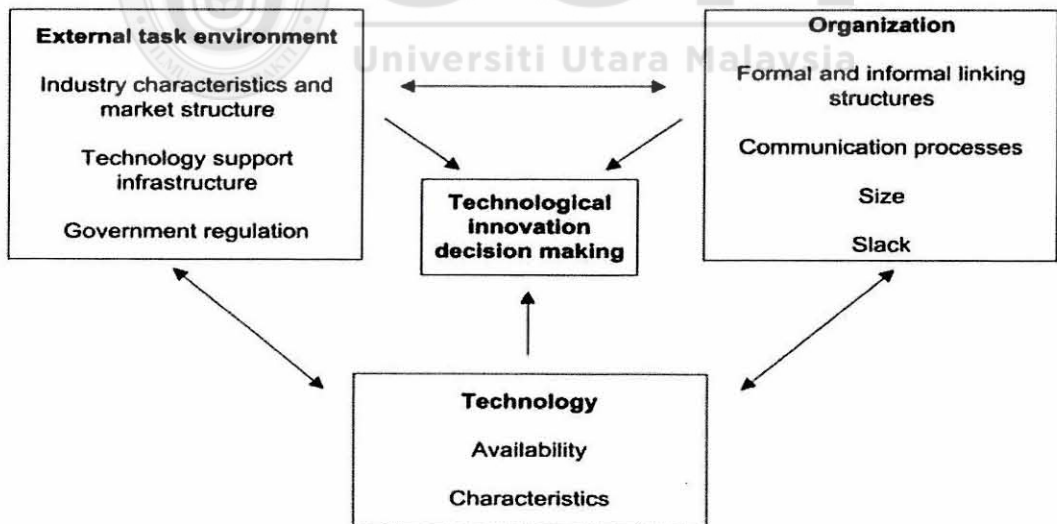 External task environment
Industry characteristics and
market structure
Technology support
infrastructure
Government regulation
Universiti Utara Malaysia
Organization
Formal and informal linking
structures
Communication processes
Size
Slack
Technological
innovation
decision making
Technology
Availability
Characteristics